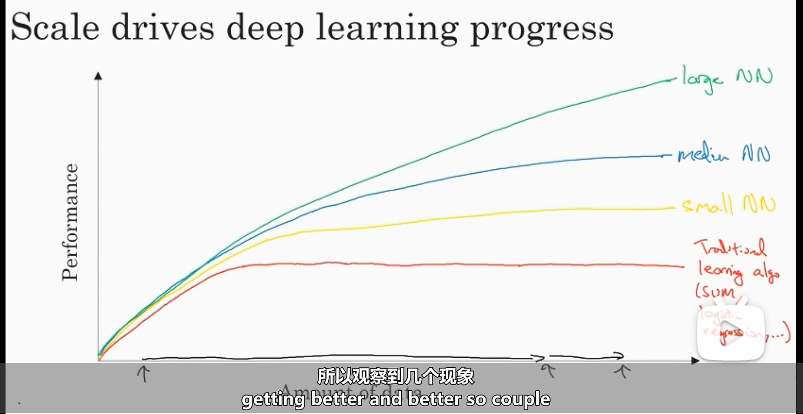 Scale drives deep learning progress
large NN
medium NN
small NN
Traditional
learning algo
(SVM,
logistic
regression,...)
Performance
Amount of data
所以观察到几个现象
getting better and better so couple